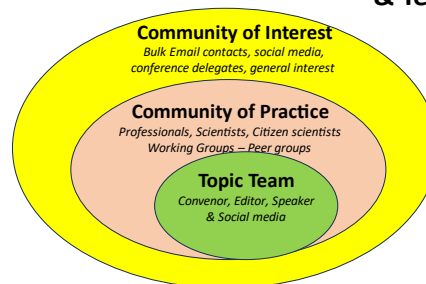 Community of Interest
Bulk Email contacts, social media,
conference delegates, general interest
Community of Practice
Professionals, Scientists, Citizen scientists
Working Groups – Peer groups
Topic Team
Convenor, Editor, Speaker
& Social media